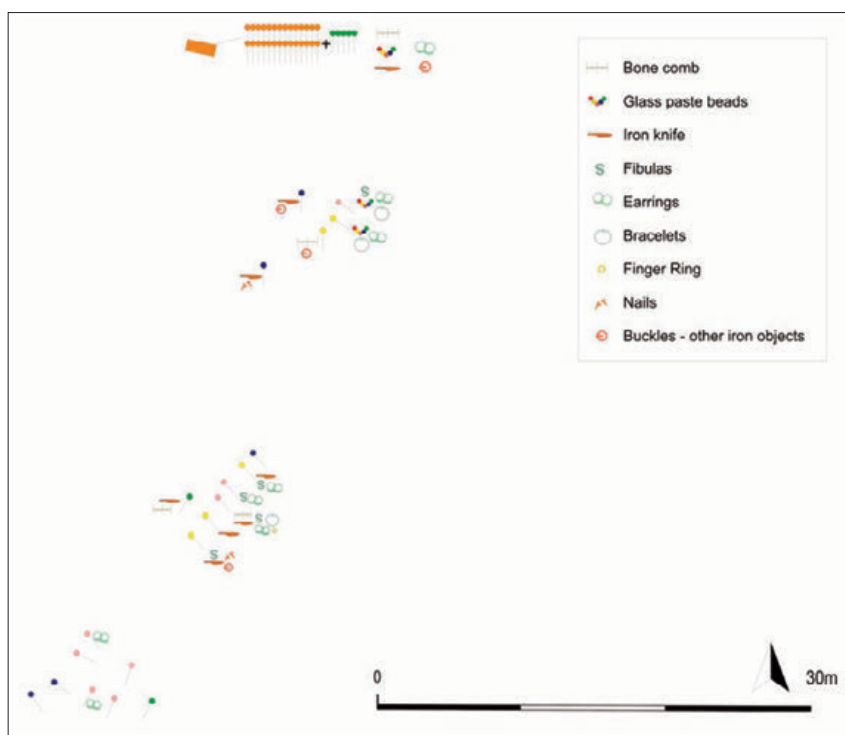 Bone comb
Glass paste beads
Iron knife
S Fibulas
Earrings
Bracelets
Finger Ring
Nails
Buckles - other iron objects
S
S
S
S
S
0 30m